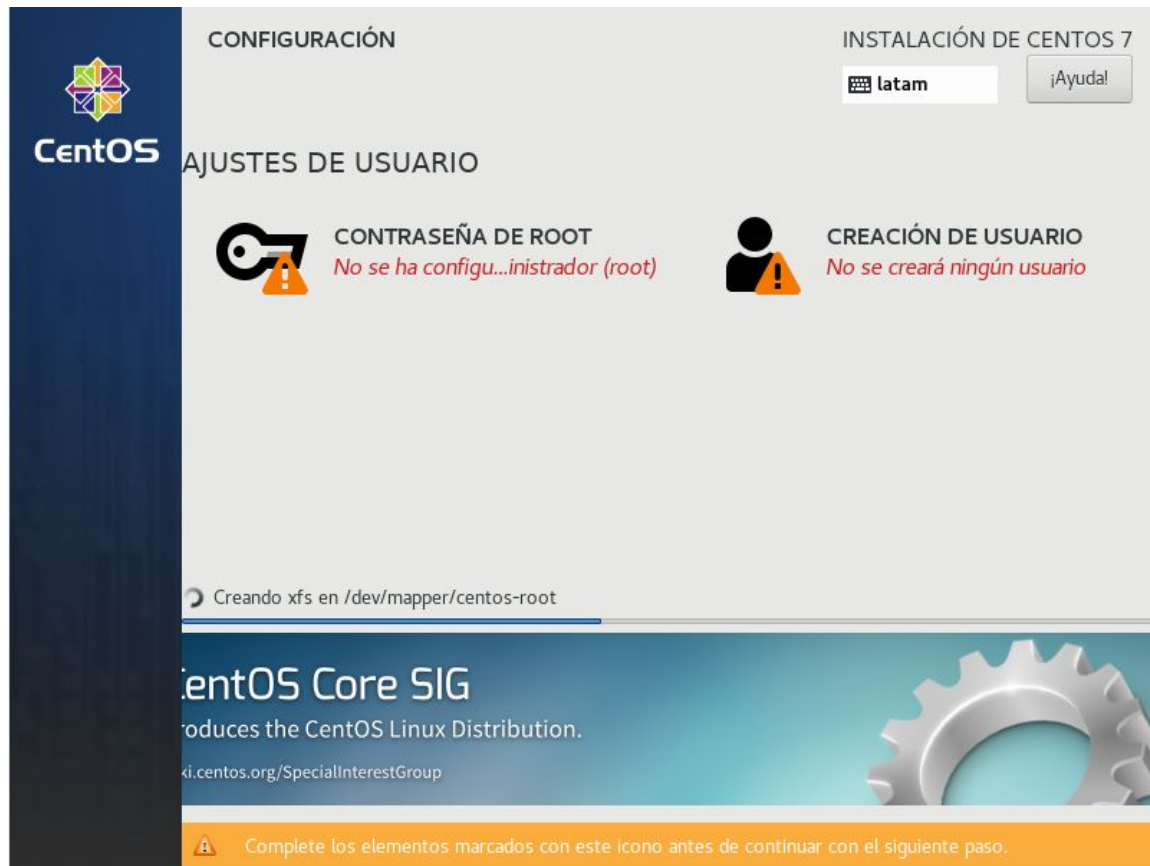 CONFIGURACIÓN
INSTALACIÓN DE CENTOS 7
latam
¡Ayuda!
CentOS
AJUSTES DE USUARIO
CONTRASEÑA DE ROOT
No se ha configu...inistrador (root)
CREACIÓN DE USUARIO
No se creará ningún usuario
Creando xfs en /dev/mapper/centos-root
entOS Core SIG
roduces the CentOS Linux Distribution.
ki.centos.org/SpecialInterestGroup
Complete los elementos marcados con este icono antes de continuar con el siguiente paso.